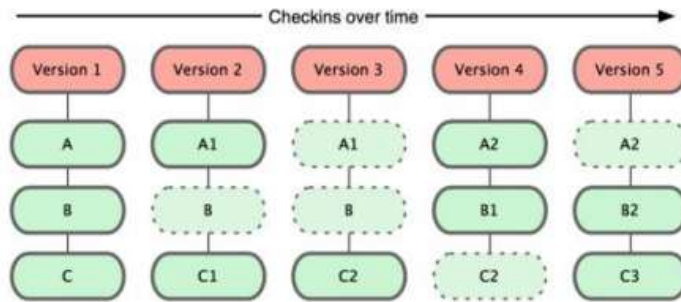 Checkins over time
Version 1 Version 2 Version 3 Version 4 Version 5
A A1 A1 A2 A2
B B B B1 B2
C C1 C2 C2 C3